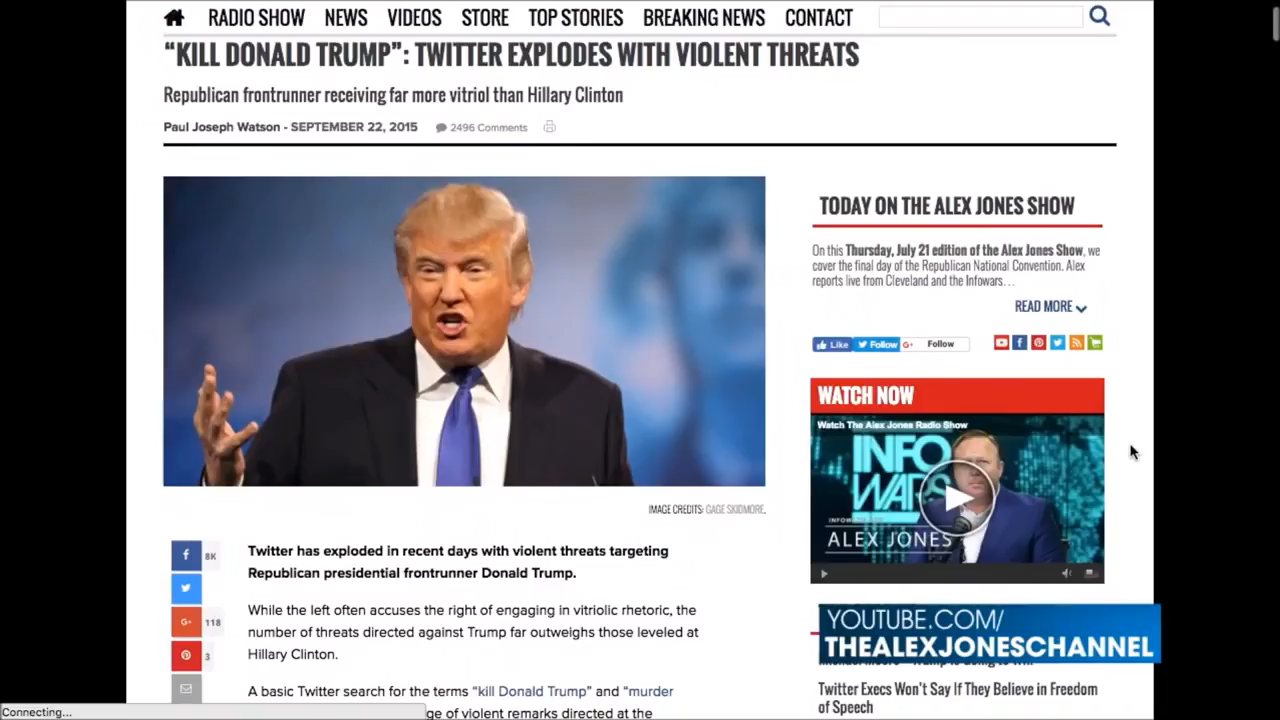 RADIO SHOW NEWS VIDEOS STORE TOP STORIES BREAKING NEWS CONTACT
“KILL DONALD TRUMP”: TWITTER EXPLODES WITH VIOLENT THREATS
Republican frontrunner receiving far more vitriol than Hillary Clinton
Paul Joseph Watson - SEPTEMBER 22, 2015 2496 Comments
IMAGE CREDITS: GAGE SKIDMORE.
8K
118
3
Twitter has exploded in recent days with violent threats targeting
Republican presidential frontrunner Donald Trump.
While the left often accuses the right of engaging in vitriolic rhetoric, the
number of threats directed against Trump far outweighs those leveled at
Hillary Clinton.
A basic Twitter search for the terms “kill Donald Trump” and “murder
ge of violent remarks directed at the
Connecting...
TODAY ON THE ALEX JONES SHOW
On this Thursday, July 21 edition of the Alex Jones Show, we
cover the final day of the Republican National Convention. Alex
reports live from Cleveland and the Infowars…
READ MORE
Like Follow G+ Follow
WATCH NOW
Watch The Alex Jones Radio Show
INFO
WARS
ALEX JONES
YOUTUBE.COM/
THEALEXJONESCHANNEL
Twitter Execs Won't Say If They Believe in Freedom
of Speech